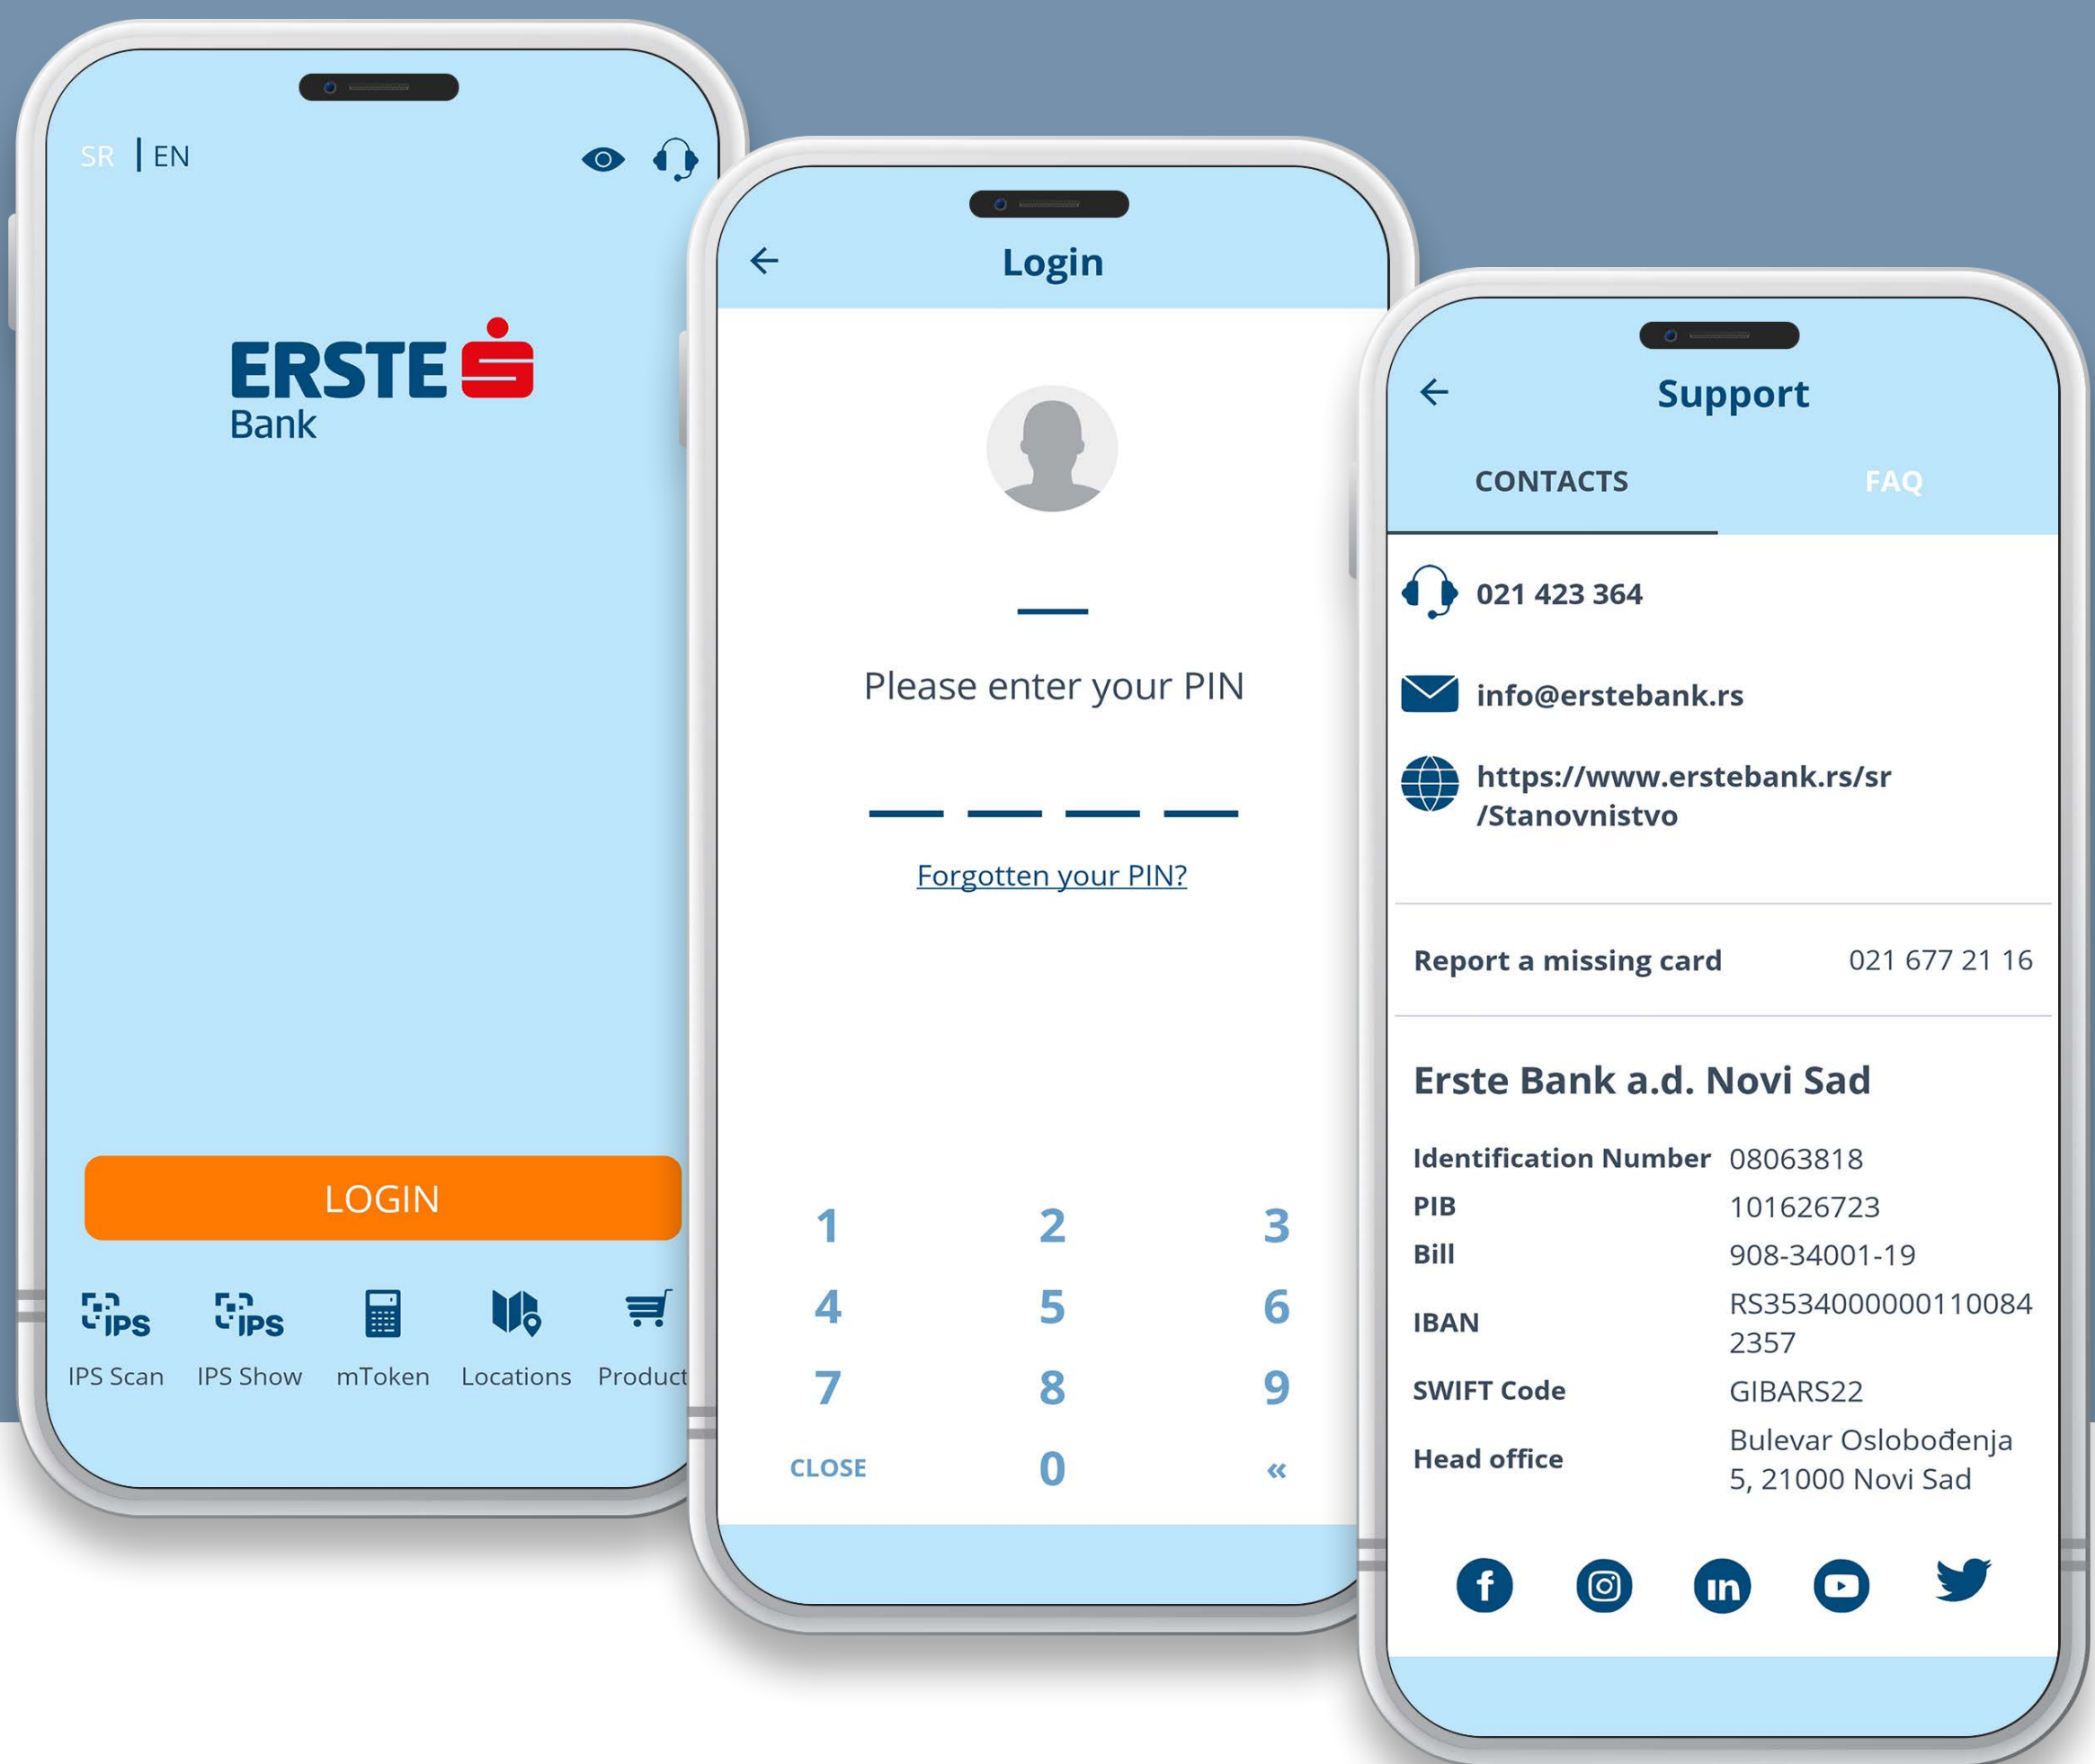 SR | EN
ERSTE
Bank
LOGIN
iPS
iPS
IPS Scan
IPS Show
mToken
Locations
Product
Login
Please enter your PIN
Forgotten your PIN?
1 2 3
4 5 6
7 8 9
CLOSE 0 «
Support
CONTACTS FAQ
021 423 364
info@erstebank.rs
https://www.erstebank.rs/sr
/Stanovnistvo
Report a missing card 021 677 21 16
Erste Bank a.d. Novi Sad
Identification Number 08063818
PIB 101626723
Bill 908-34001-19
IBAN RS3534000000110084
2357
SWIFT Code GIBARS22
Head office Bulevar Oslobođenja
5, 21000 Novi Sad